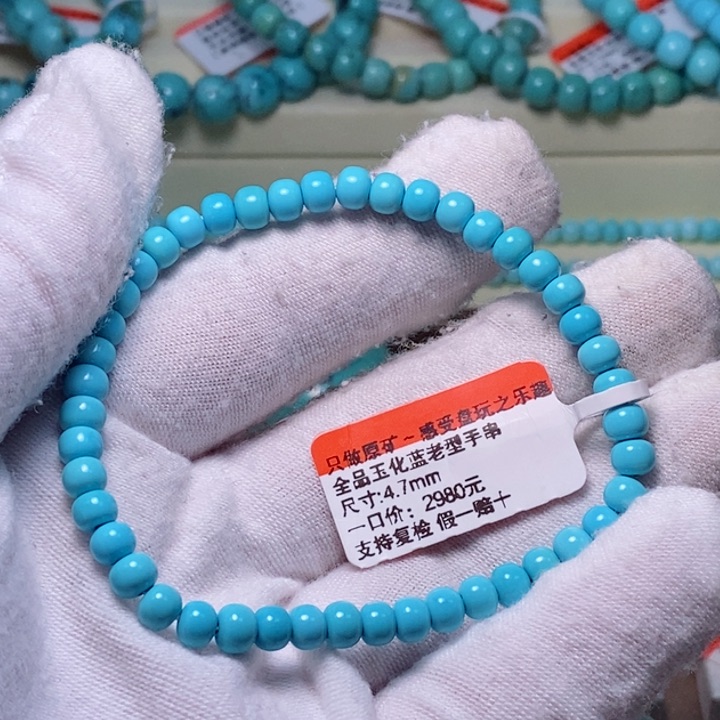 只做原矿~感受盘玩之乐趣
全品玉化蓝老型手串
尺寸:4.7mm
一口价：2980元
支持复检 假一赔十